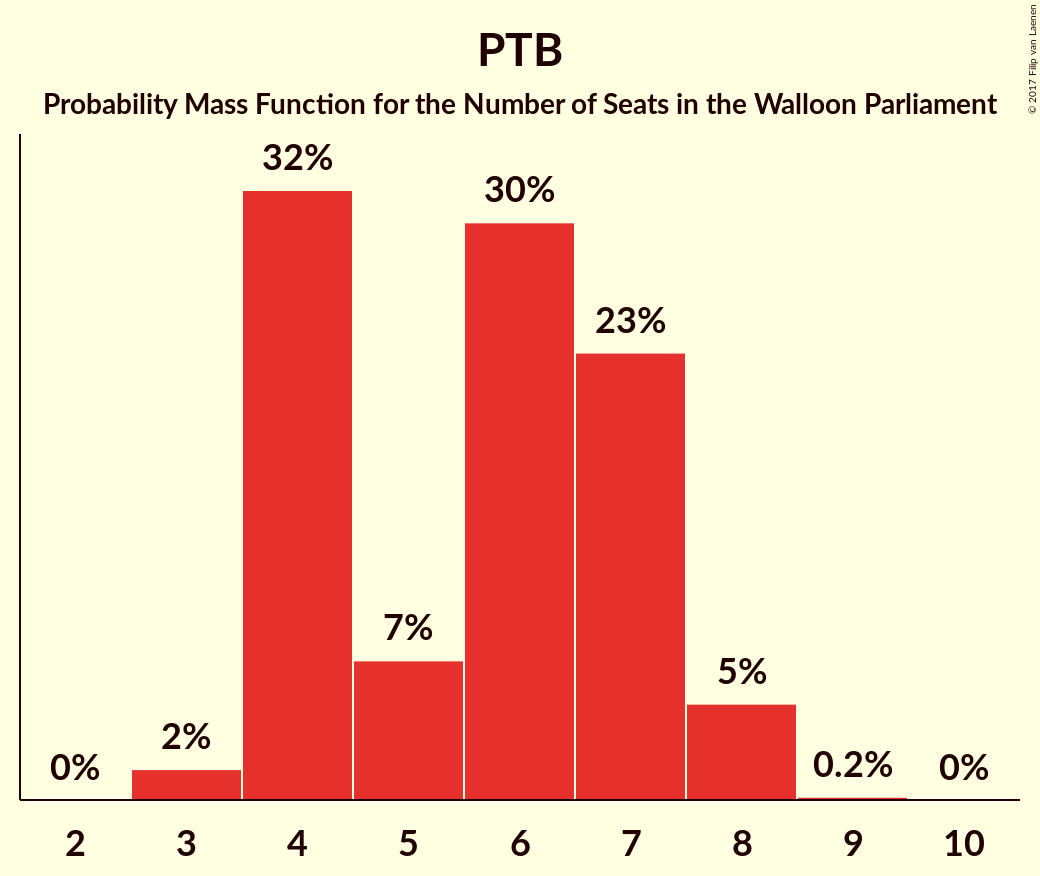 PTB
Probability Mass Function for the Number of Seats in the Walloon Parliament
© 2017 Filip van Laenen
32%
30%
23%
7%
5%
2%
0%
0.2%
0%
2 3 4 5 6 7 8 9 10